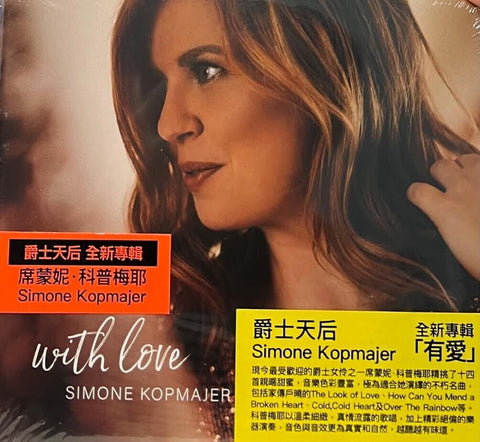 爵士天后 全新專輯
席蒙妮·科普梅耶
Simone Kopmajer
with love
SIMONE KOPMAJER
爵士天后
Simone Kopmajer
全新專輯
「有愛」
現今最受歡迎的爵士女伶之一席蒙妮·科普梅耶精挑了十四
首親暱甜蜜，音樂色彩豐富，極為適合她演繹的不朽名曲，
包括家傳戶曉的The Look of Love、How Can You Mend a
Broken Heart、Cold,Cold Heart及Over The Rainbow等。
科普梅耶以溫柔細緻，真情流露的歌唱，加上精彩絕倫的樂
器演奏，音色與音效更為真實和自然，越聽越有味道。